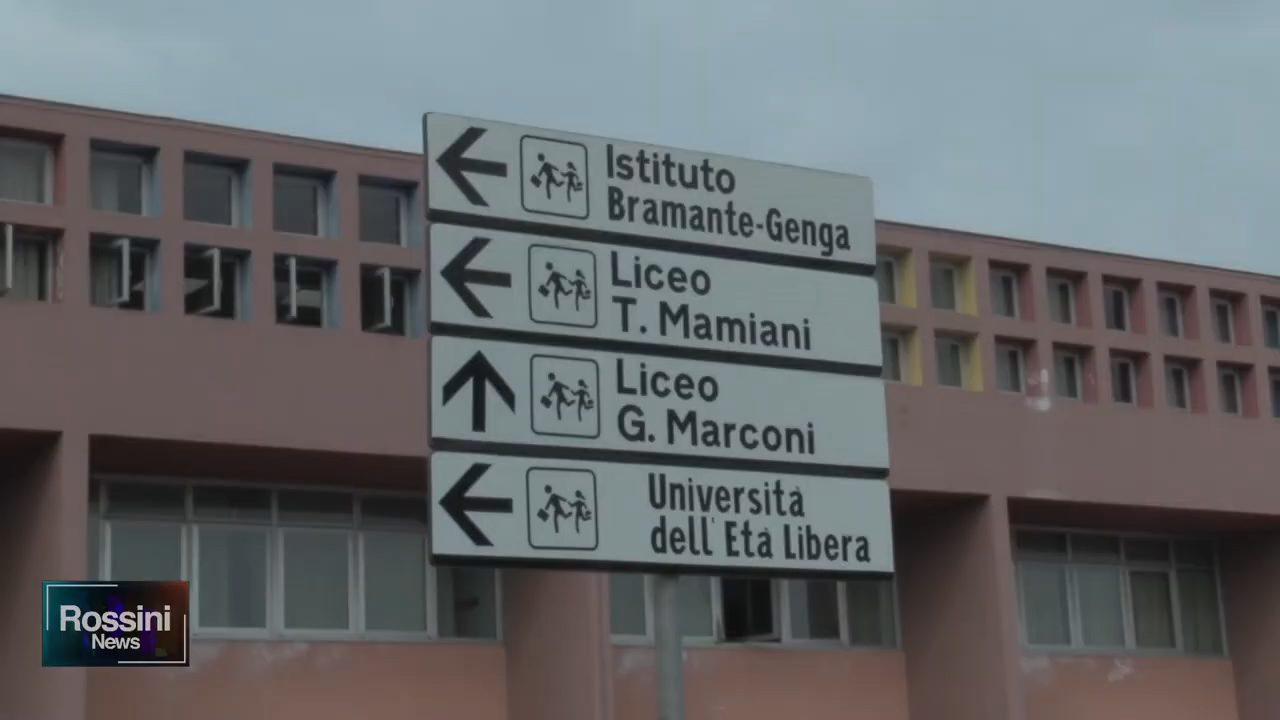 Istituto
Bramante-Genga
Liceo
T. Mamiani
Liceo
G. Marconi
Università
dell'Età Libera
Rossini
News